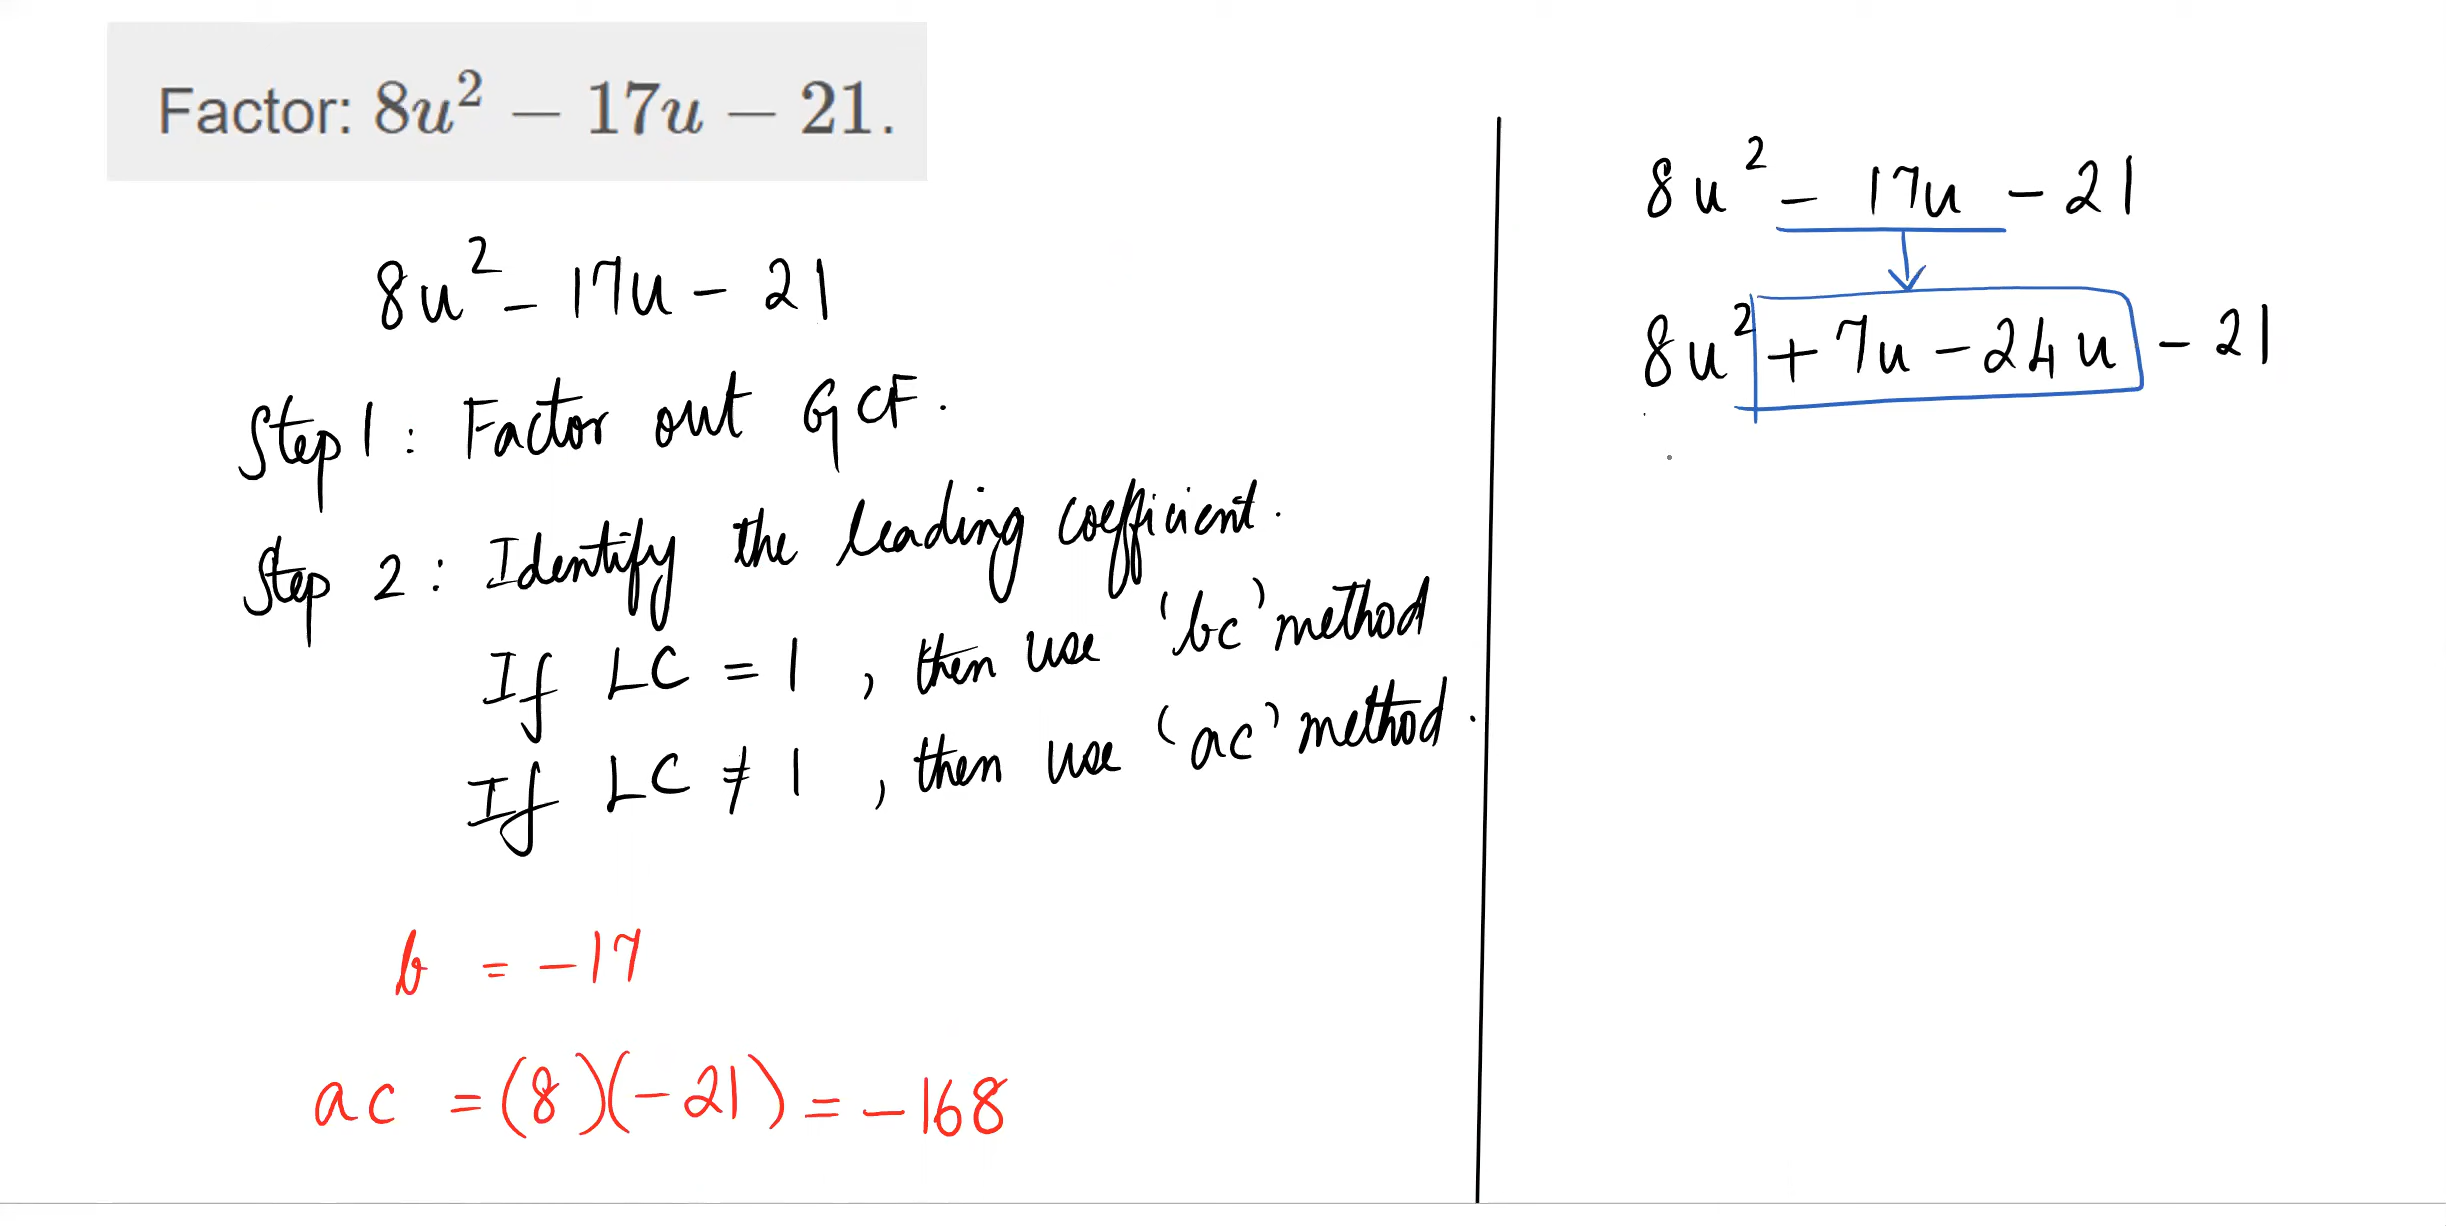 Factor: 8u² − 17u − 21.
8u² − 17u − 21
Step 1 : Factor out GCF.
Step 2 : Identify the leading coefficient.
If LC = 1 , then use 'bc' method
If LC ≠ 1 , then use 'ac' method.
b = −17
ac = (8)(−21) = −168
8u² − 17u − 21
8u² + 7u − 24u − 21